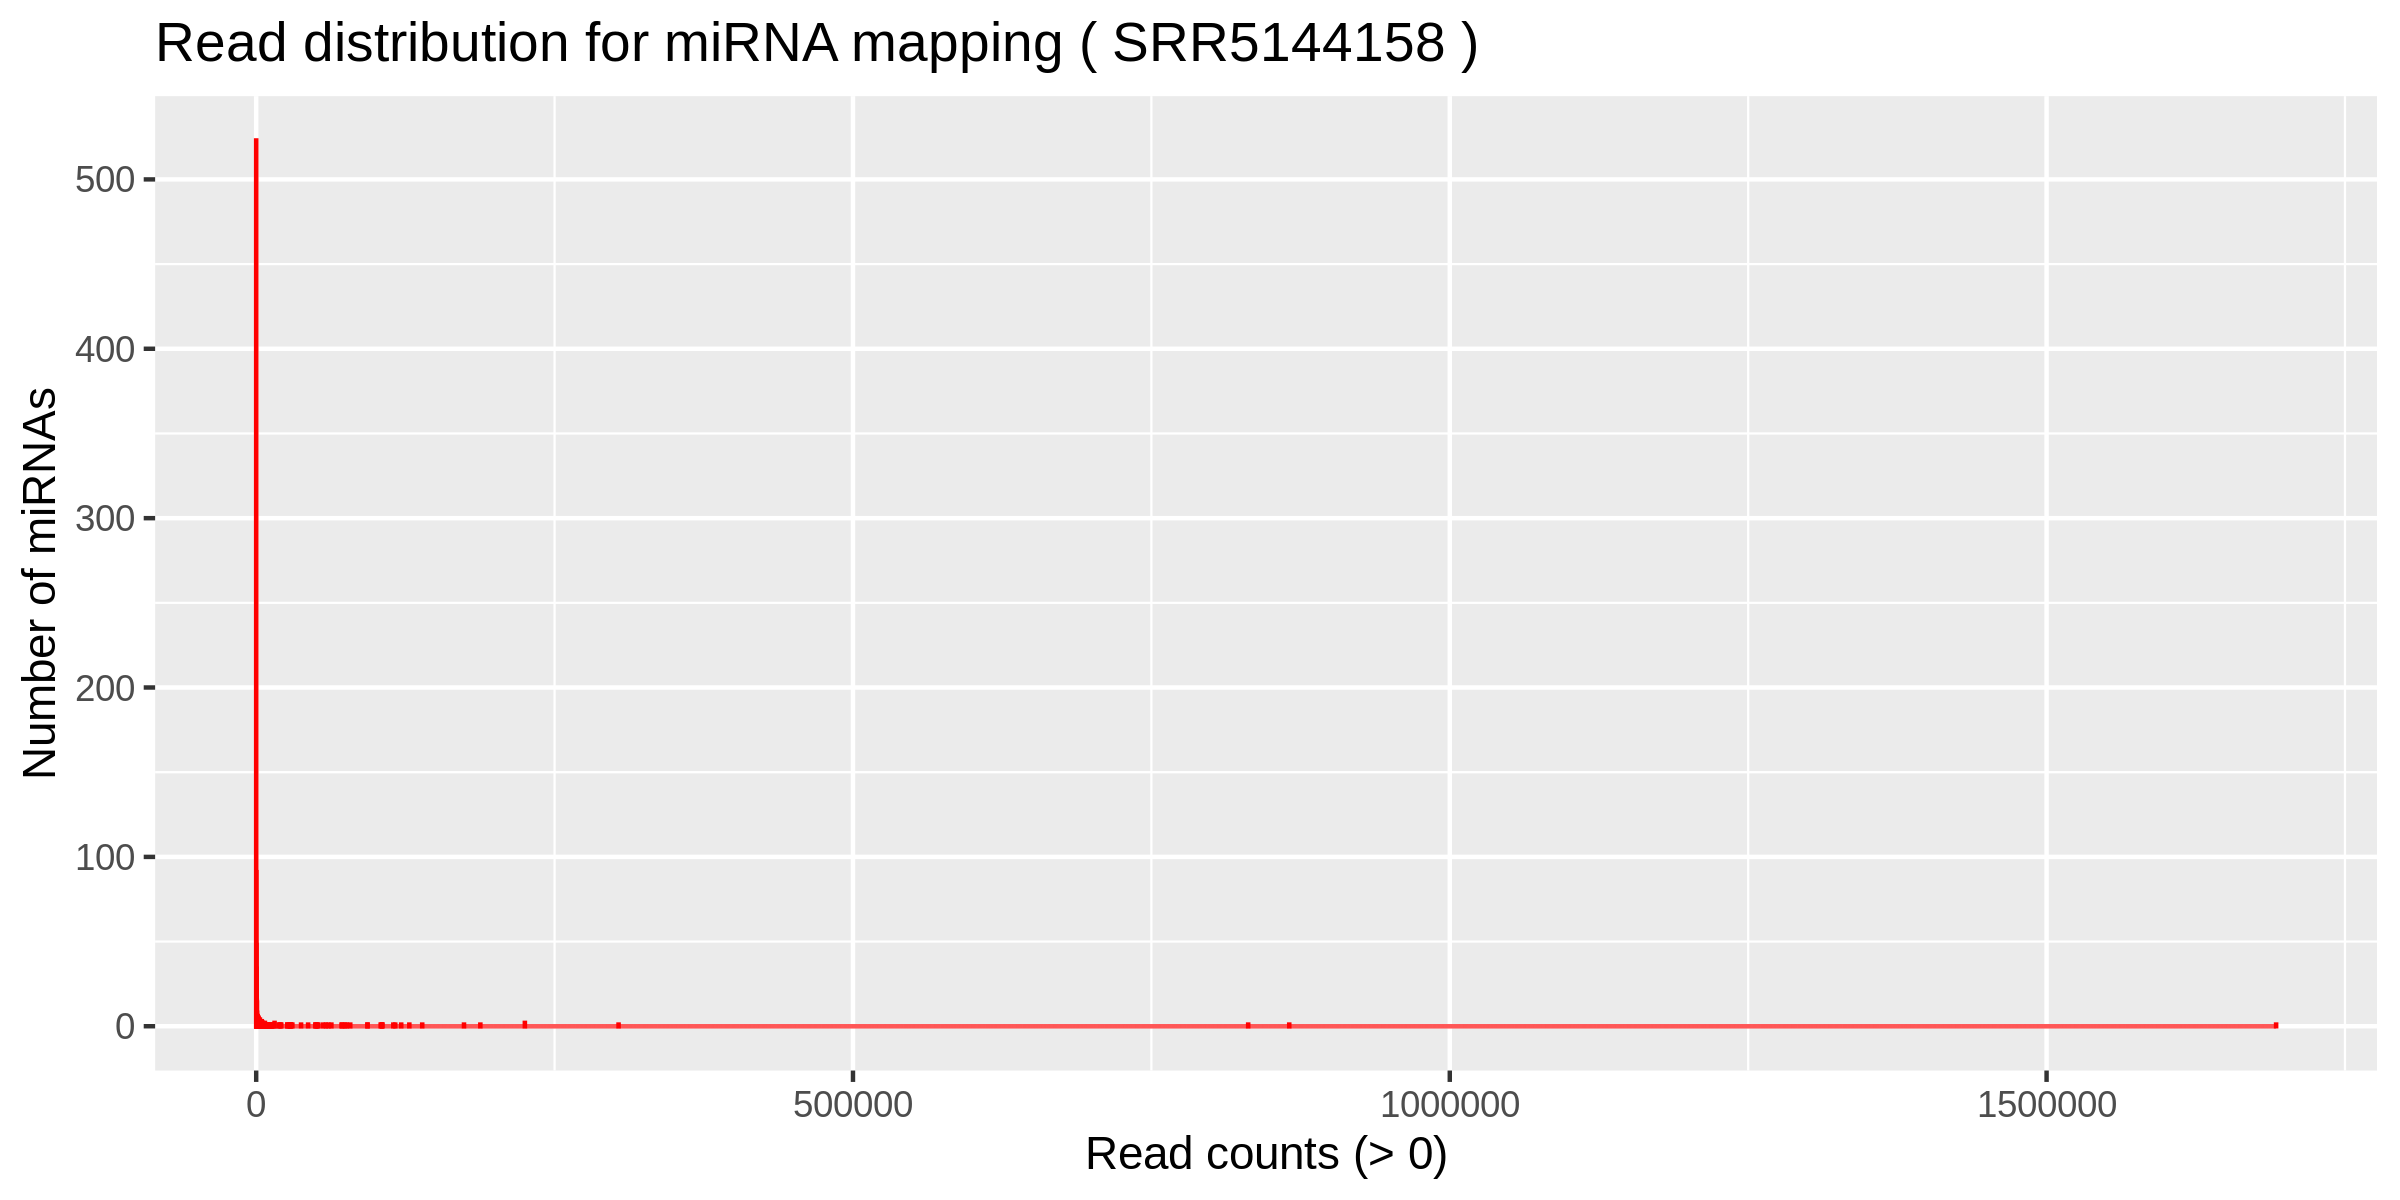 Read distribution for miRNA mapping ( SRR5144158 )
500
400
300
200
100
0
Number of miRNAs
0 500000 1000000 1500000
Read counts (> 0)